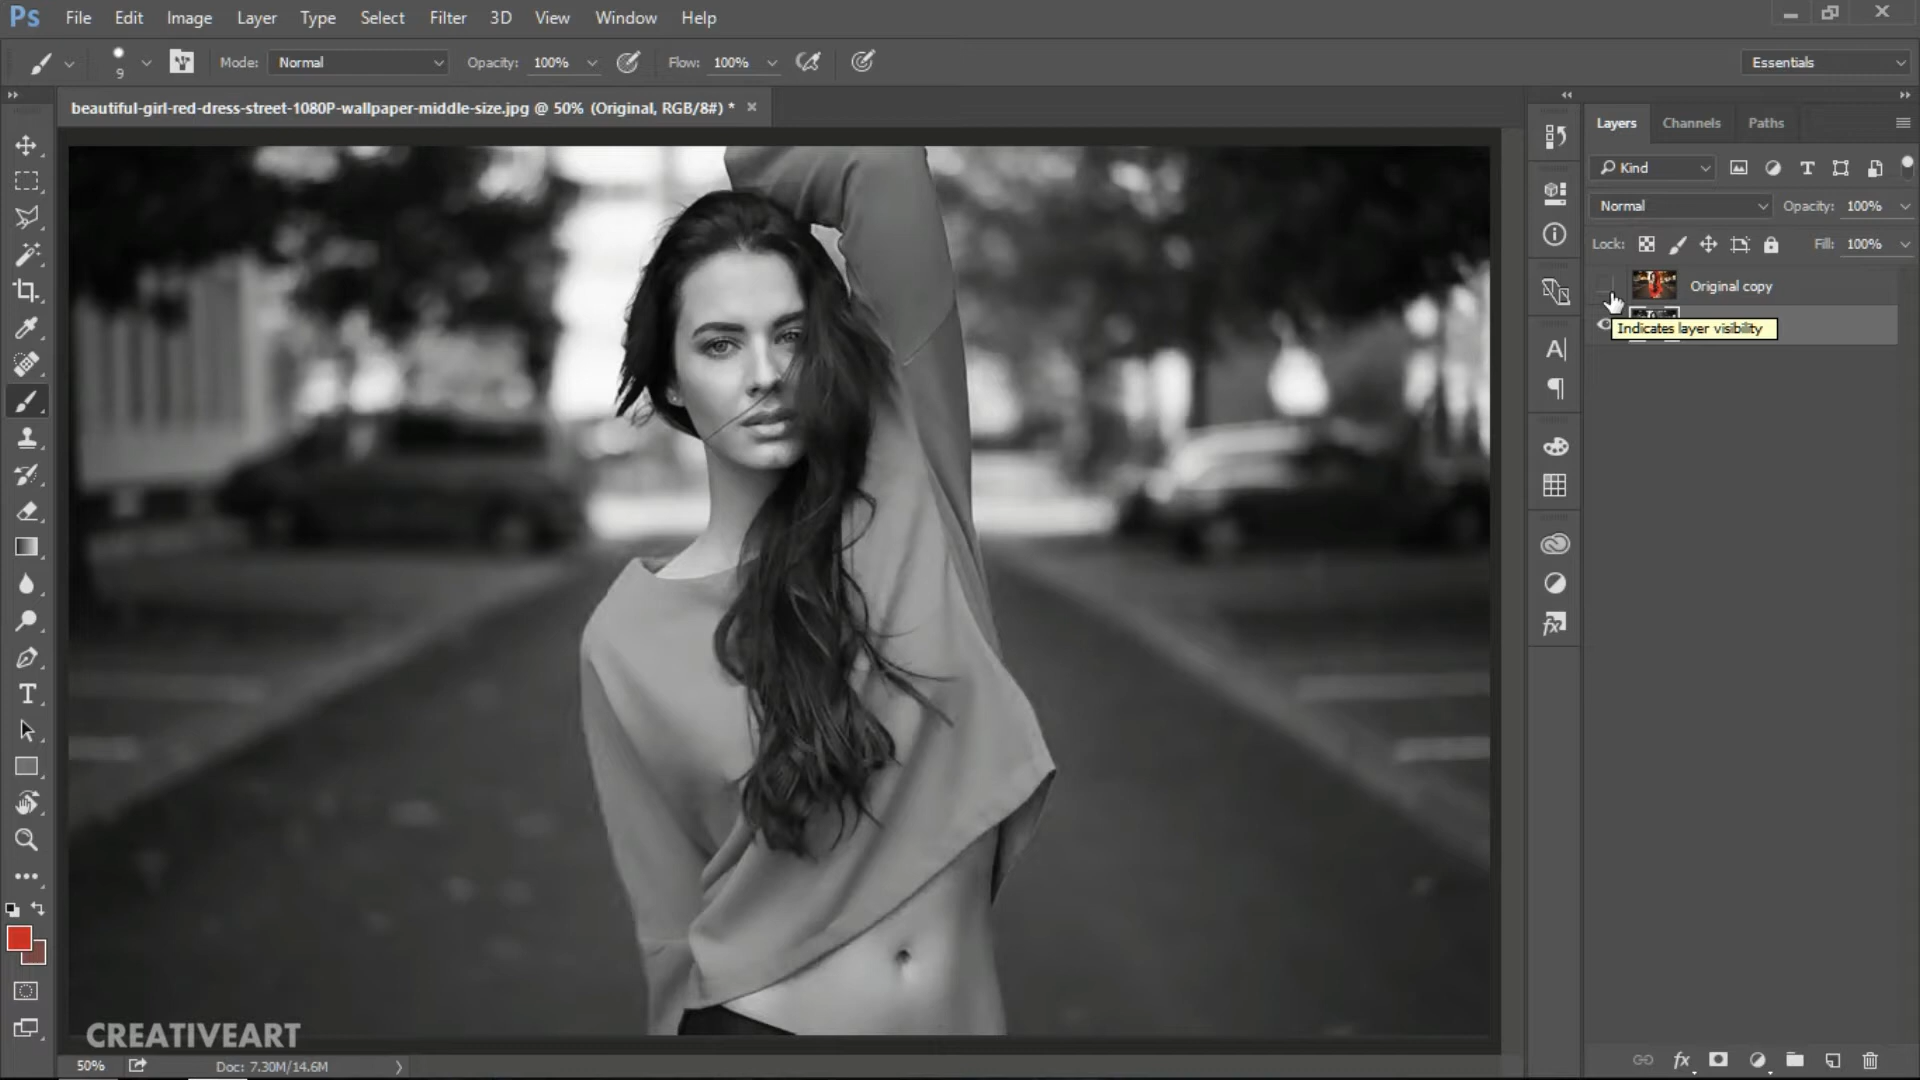 Ps File Edit Image Layer Type Select Filter 3D View Window Help
9 Mode: Normal Opacity: 100% Flow: 100% Essentials
beautiful-girl-red-dress-street-1080P-wallpaper-middle-size.jpg @ 50% (Original, RGB/8#) *
Layers Channels Paths
Kind
Normal Opacity: 100%
Lock: Fill: 100%
Original copy
Indicates layer visibility
CREATIVEART
50% Doc: 7.30M/14.6M